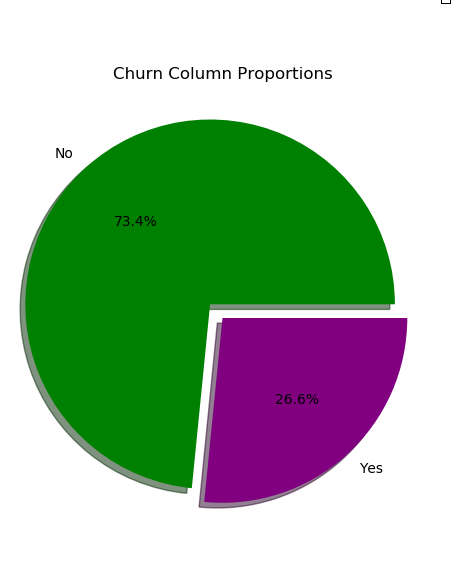 Churn Column Proportions
No
73.4%
26.6%
Yes